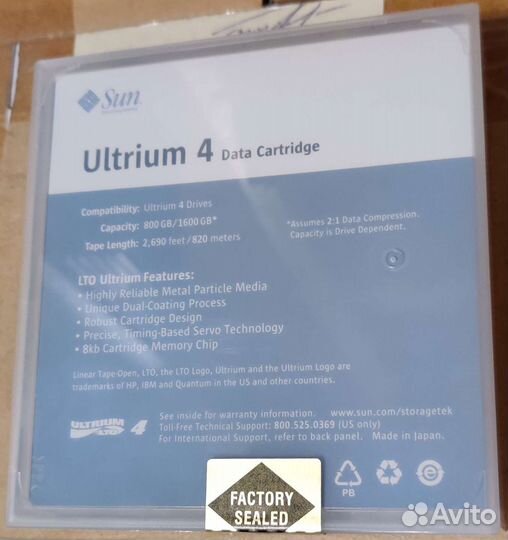 Sun
Ultrium 4 Data Cartridge
Compatibility: Ultrium 4 Drives
Capacity: 800 GB/1600 GB*
Tape Length: 2,690 feet/820 meters
*Assumes 2:1 Data Compression.
Capacity is Drive Dependent.
LTO Ultrium Features:
• Highly Reliable Metal Particle Media
• Unique Dual-Coating Process
• Robust Cartridge Design
• Precise, Timing-Based Servo Technology
• 8kb Cartridge Memory Chip
Linear Tape-Open, LTO, the LTO Logo, Ultrium and the Ultrium Logo are
trademarks of HP, IBM and Quantum in the US and other countries.
ULTRIUM LTO 4
See inside for warranty information. www.sun.com/storagetek
Toll-Free Technical Support: 800.525.0369 (US only)
For International Support, refer to back panel. Made in Japan.
FACTORY
SEALED
PB
Avito